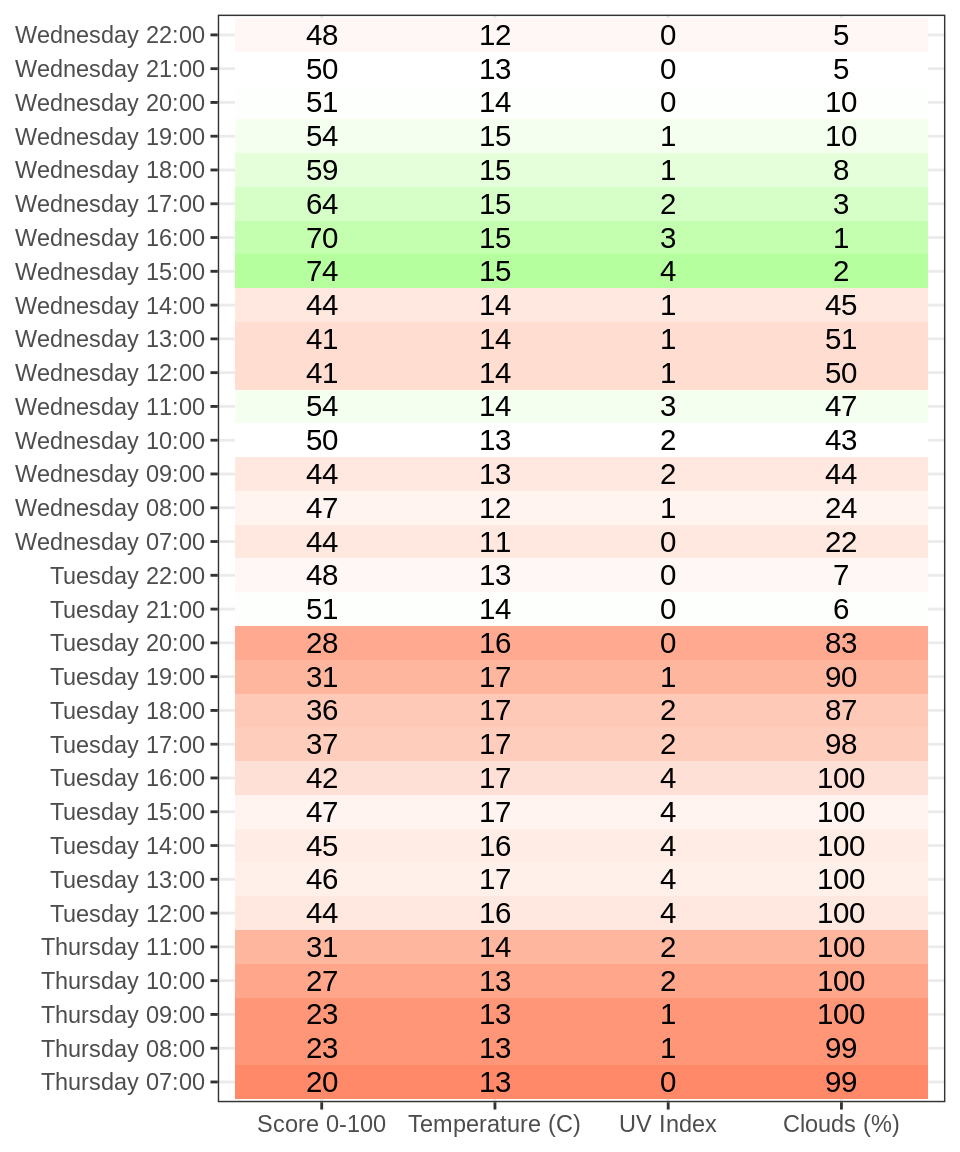 Wednesday 22:00 48 12 0 5
Wednesday 21:00 50 13 0 5
Wednesday 20:00 51 14 0 10
Wednesday 19:00 54 15 1 10
Wednesday 18:00 59 15 1 8
Wednesday 17:00 64 15 2 3
Wednesday 16:00 70 15 3 1
Wednesday 15:00 74 15 4 2
Wednesday 14:00 44 14 1 45
Wednesday 13:00 41 14 1 51
Wednesday 12:00 41 14 1 50
Wednesday 11:00 54 14 3 47
Wednesday 10:00 50 13 2 43
Wednesday 09:00 44 13 2 44
Wednesday 08:00 47 12 1 24
Wednesday 07:00 44 11 0 22
Tuesday 22:00 48 13 0 7
Tuesday 21:00 51 14 0 6
Tuesday 20:00 28 16 0 83
Tuesday 19:00 31 17 1 90
Tuesday 18:00 36 17 2 87
Tuesday 17:00 37 17 2 98
Tuesday 16:00 42 17 4 100
Tuesday 15:00 47 17 4 100
Tuesday 14:00 45 16 4 100
Tuesday 13:00 46 17 4 100
Tuesday 12:00 44 16 4 100
Thursday 11:00 31 14 2 100
Thursday 10:00 27 13 2 100
Thursday 09:00 23 13 1 100
Thursday 08:00 23 13 1 99
Thursday 07:00 20 13 0 99
Score 0-100 Temperature (C) UV Index Clouds (%)